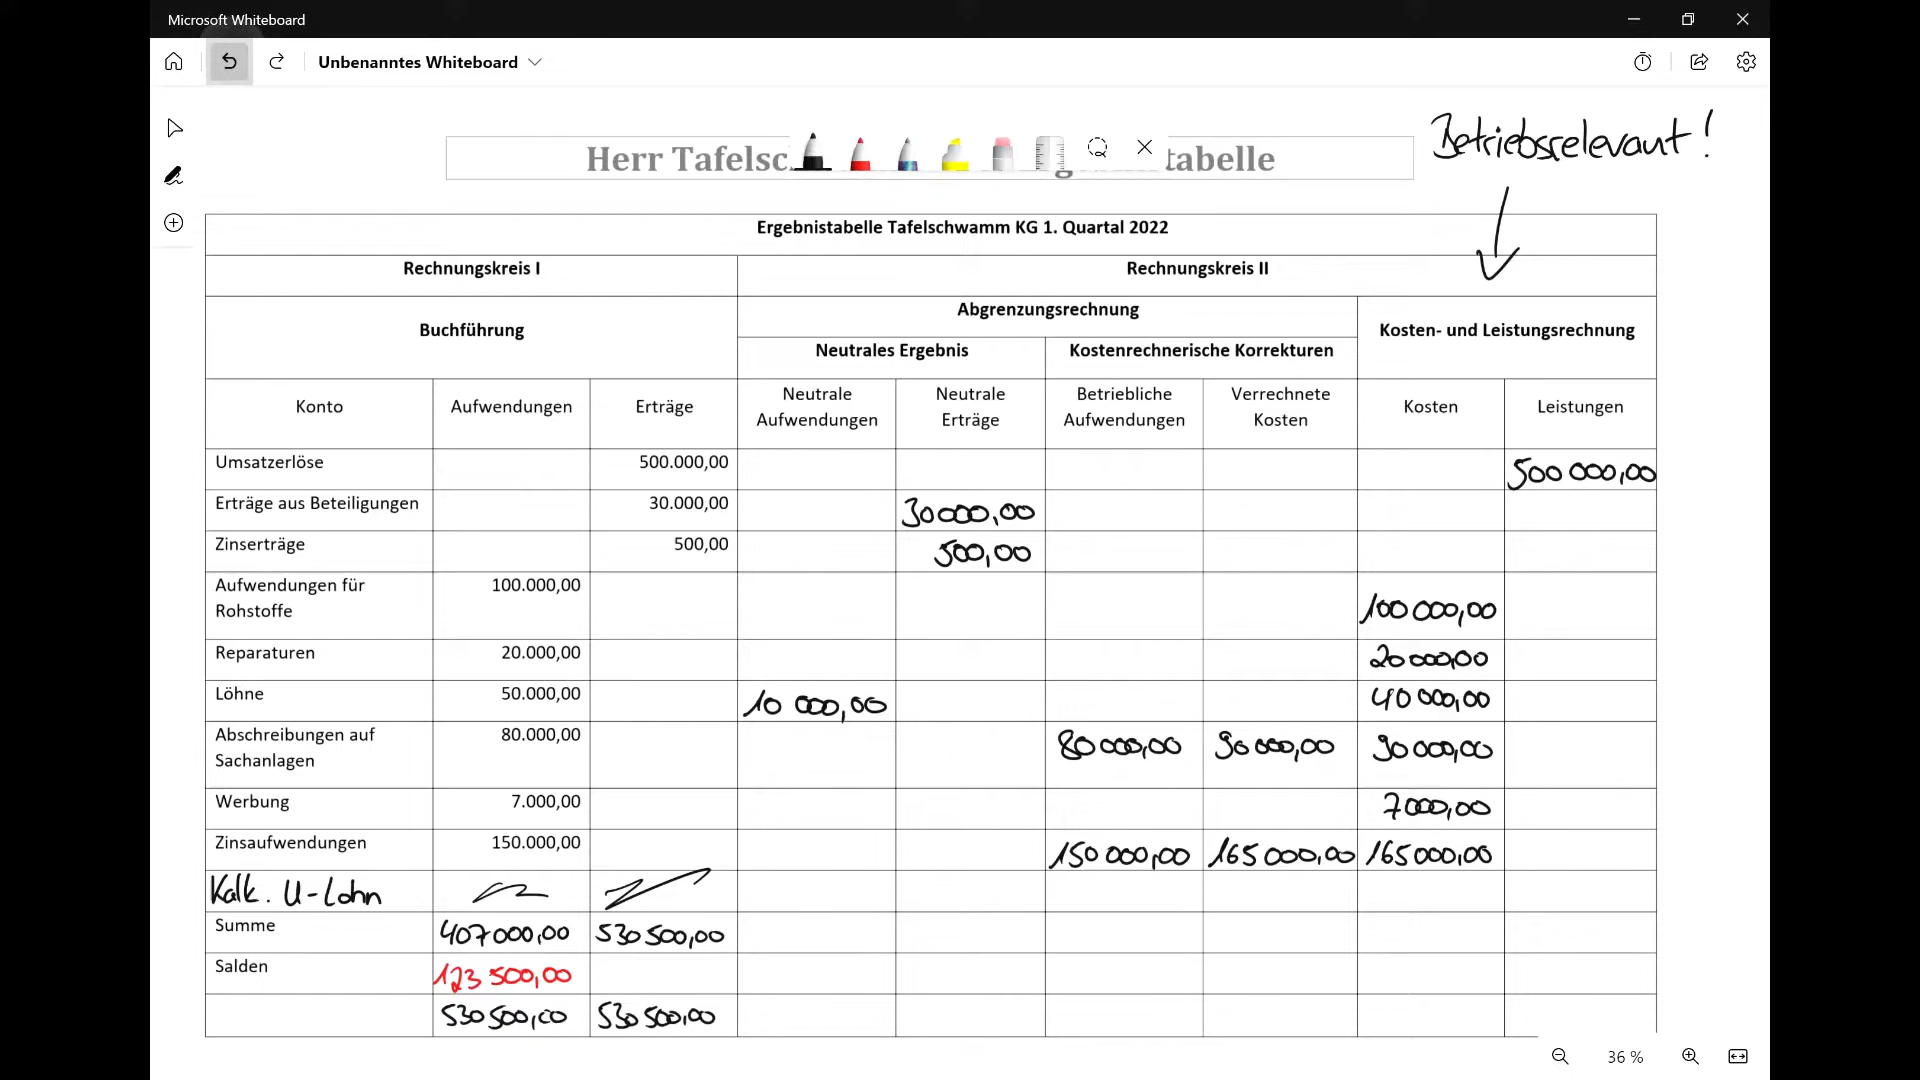 Microsoft Whiteboard
Unbenanntes Whiteboard
Betriebsrelevant!
Herr Tafelsc tabelle
Ergebnistabelle Tafelschwamm KG 1. Quartal 2022
Rechnungskreis I Rechnungskreis II
Buchführung Abgrenzungsrechnung Kosten- und Leistungsrechnung
Neutrales Ergebnis Kostenrechnerische Korrekturen
Konto Aufwendungen Erträge Neutrale Aufwendungen Neutrale Erträge Betriebliche Aufwendungen Verrechnete Kosten Kosten Leistungen
Umsatzerlöse 500.000,00 500 000,00
Erträge aus Beteiligungen 30.000,00 30 000,00
Zinserträge 500,00 500,00
Aufwendungen für Rohstoffe 100.000,00 100 000,00
Reparaturen 20.000,00 20 000,00
Löhne 50.000,00 10 000,00 40 000,00
Abschreibungen auf Sachanlagen 80.000,00 80 000,00 90 000,00 90 000,00
Werbung 7.000,00 7 000,00
Zinsaufwendungen 150.000,00 150 000,00 165 000,00 165 000,00
Kalk. U-Lohn
Summe 407 000,00 530 500,00
Salden 123 500,00
530 500,00 530 500,00
36 %